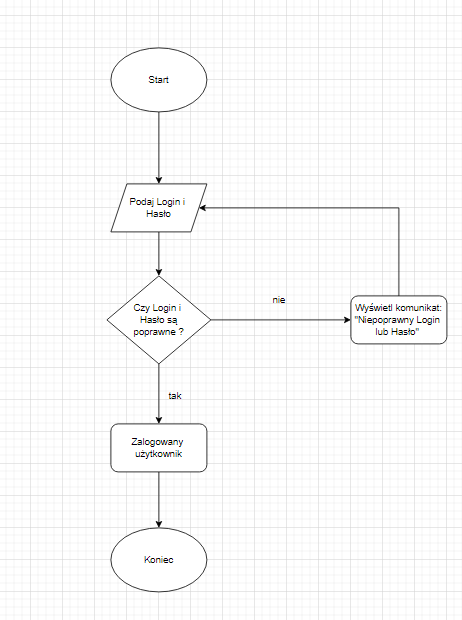 Start
Podaj Login i
Hasło
Czy Login i
Hasło są
poprawne ?
nie
Wyświetl komunikat:
"Niepoprawny Login
lub Hasło"
tak
Zalogowany
użytkownik
Koniec